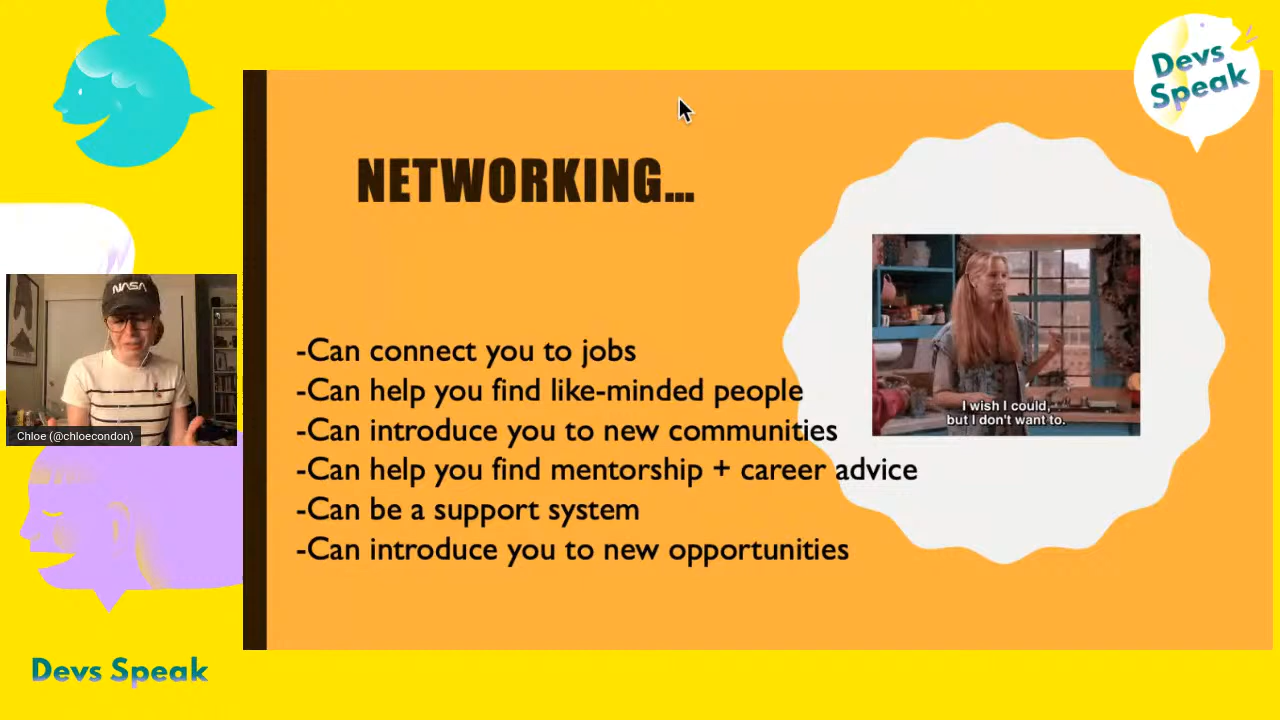 Devs
Speak
NETWORKING...
NASA
-Can connect you to jobs
-Can help you find like-minded people
-Can introduce you to new communities
-Can help you find mentorship + career advice
-Can be a support system
-Can introduce you to new opportunities
I wish I could,
but I don't want to.
Chloe (@chloecondon)
Devs Speak